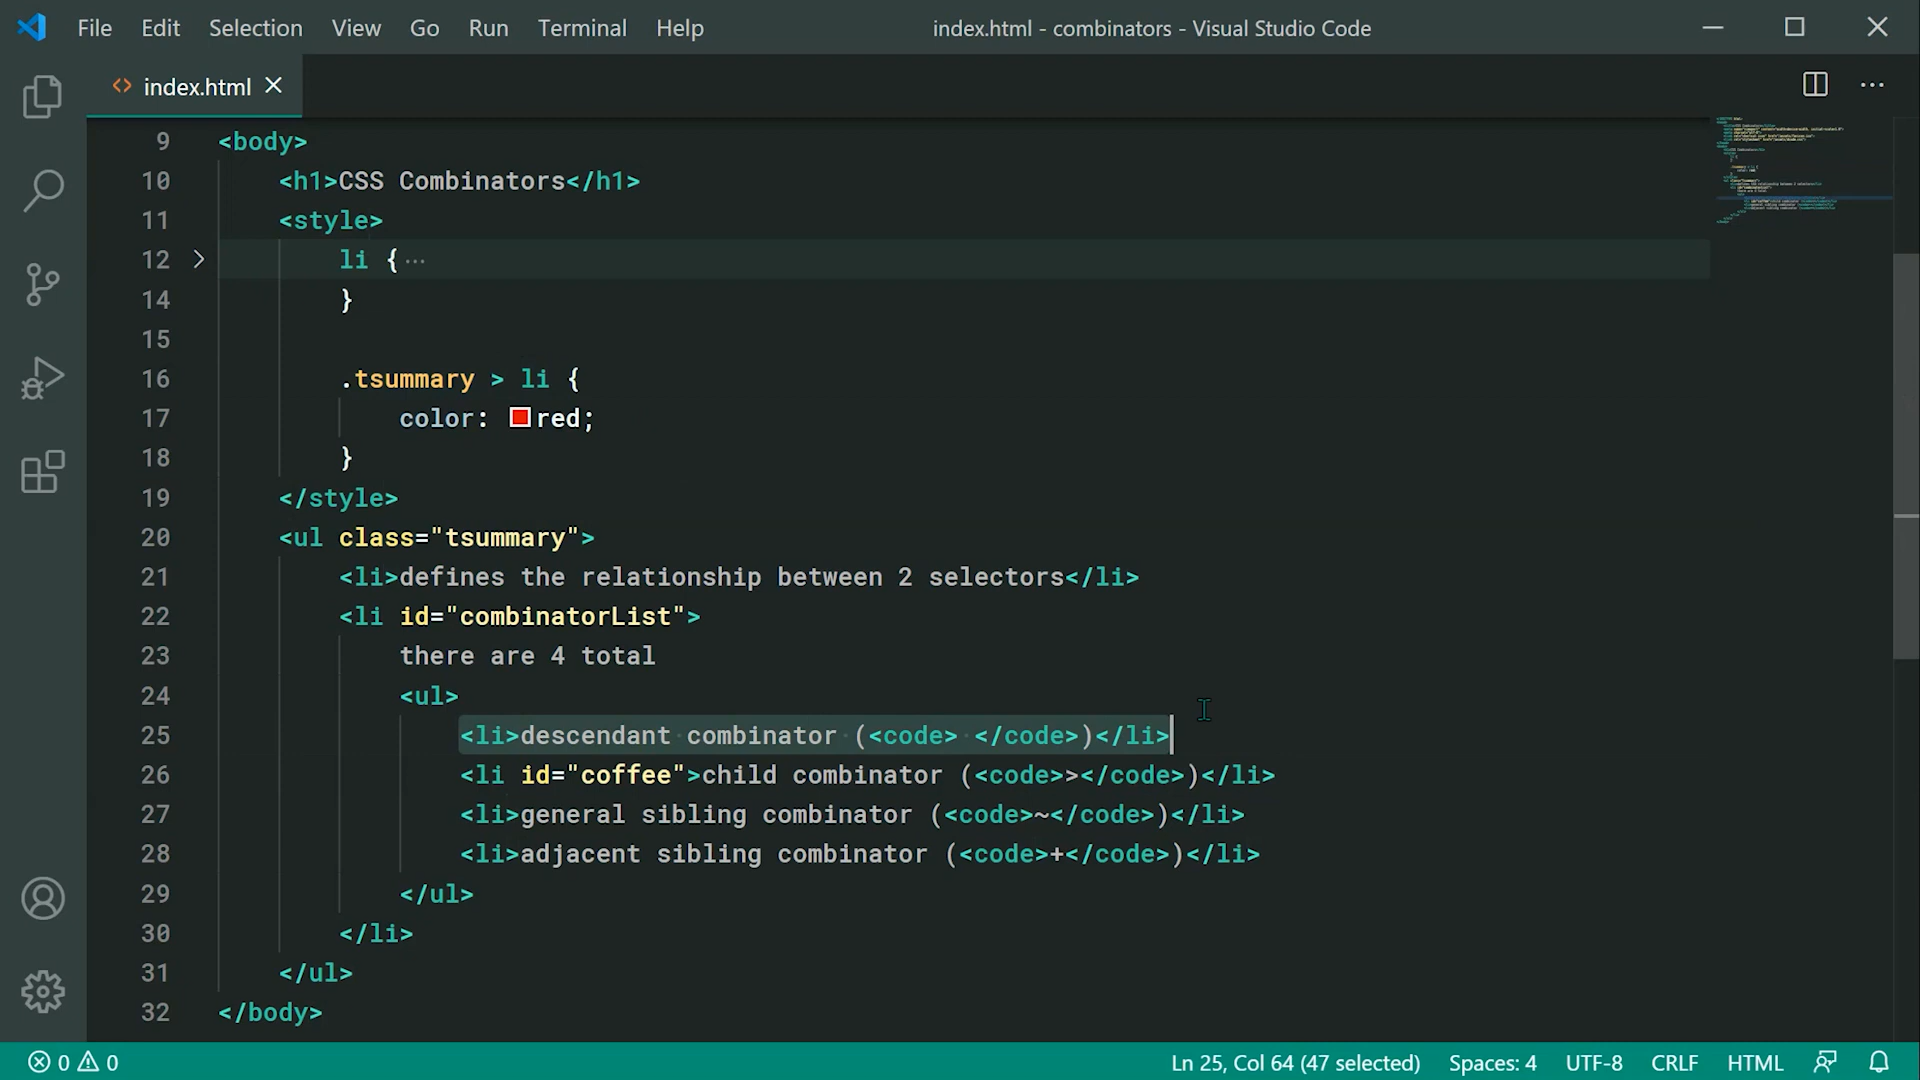 File Edit Selection View Go Run Terminal Help index.html - combinators - Visual Studio Code
index.html
9 <body>
10 <h1>CSS Combinators</h1>
11 <style>
12 li { ···
14 }
15
16 .tsummary > li {
17 color: red;
18 }
19 </style>
20 <ul class="tsummary">
21 <li>defines the relationship between 2 selectors</li>
22 <li id="combinatorList">
23 there are 4 total
24 <ul>
25 <li>descendant combinator (<code> </code>)</li>
26 <li id="coffee">child combinator (<code>></code>)</li>
27 <li>general sibling combinator (<code>~</code>)</li>
28 <li>adjacent sibling combinator (<code>+</code>)</li>
29 </ul>
30 </li>
31 </ul>
32 </body>
0 0 Ln 25, Col 64 (47 selected) Spaces: 4 UTF-8 CRLF HTML